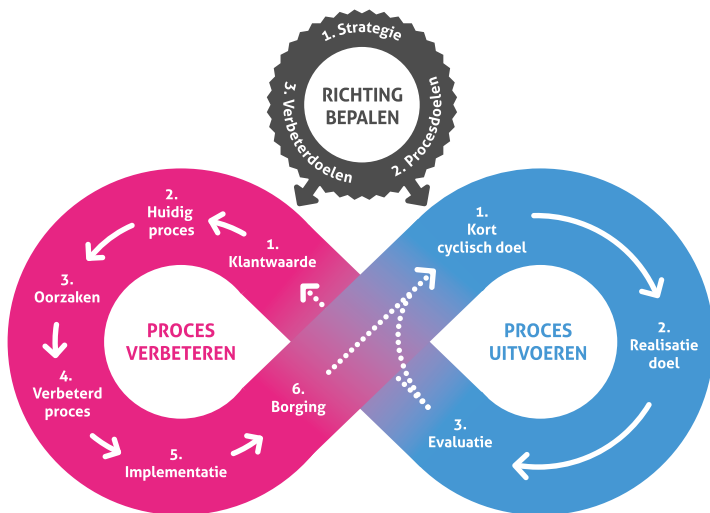 1. Strategie
2. Procesdoelen
3. Verbeterdoelen
RICHTING
BEPALEN
1.
Klantwaarde
2.
Huidig
proces
3.
Oorzaken
4.
Verbeterd
proces
5.
Implementatie
6.
Borging
PROCES
VERBETEREN
1.
Kort
cyclisch doel
2.
Realisatie
doel
3.
Evaluatie
PROCES
UITVOEREN